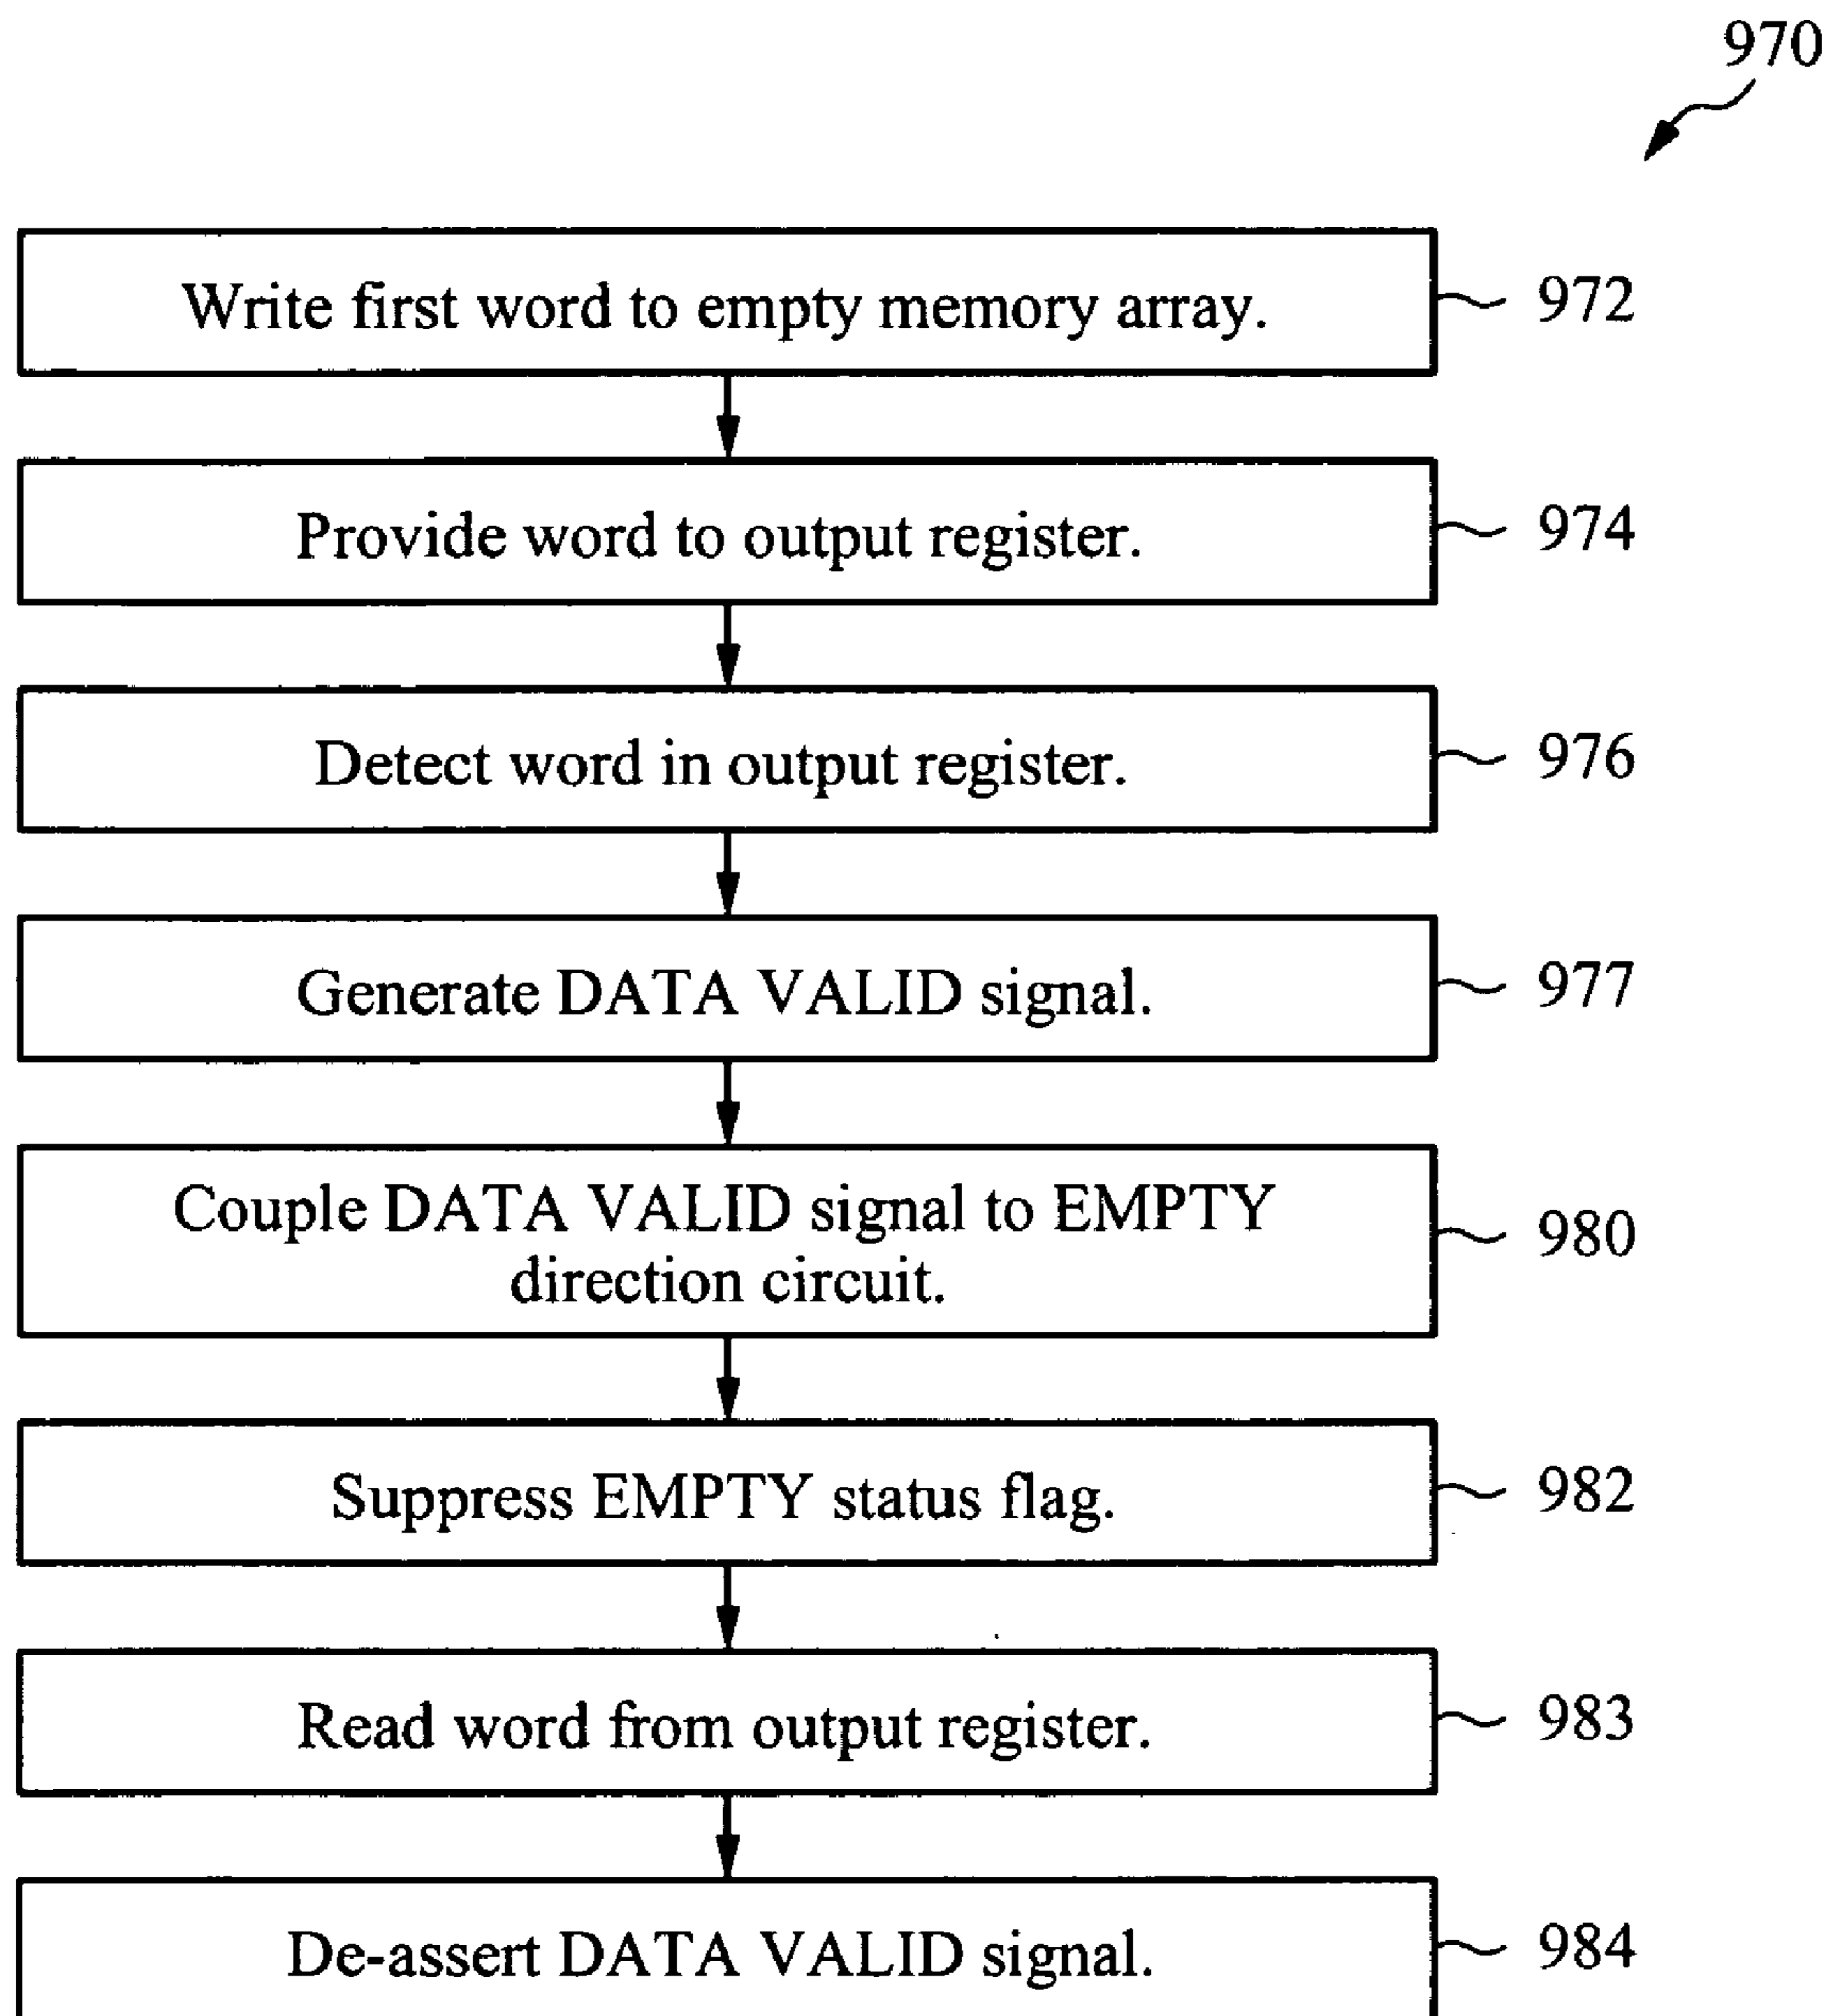 970
Write first word to empty memory array.
972
Provide word to output register.
974
Detect word in output register.
976
Generate DATA VALID signal.
977
Couple DATA VALID signal to EMPTY
direction circuit.
980
Suppress EMPTY status flag.
982
Read word from output register.
983
De-assert DATA VALID signal.
984